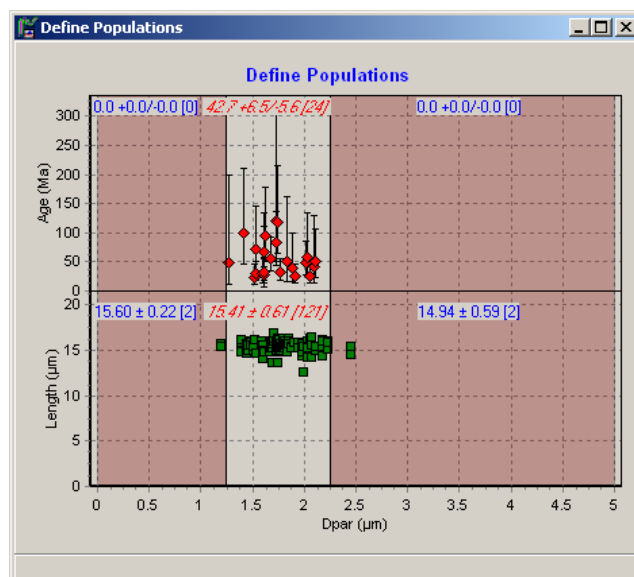 Define Populations
Define Populations
0.0 +0.0/-0.0 [0] 42.7 +6.5/-5.6 [24] 0.0 +0.0/-0.0 [0]
300
250
200
150
100
50
0
Age (Ma)
15.60 ± 0.22 [2] 15.41 ± 0.61 [121] 14.94 ± 0.59 [2]
20
15
10
5
0
Length (µm)
0 0.5 1 1.5 2 2.5 3 3.5 4 4.5 5
Dpar (µm)